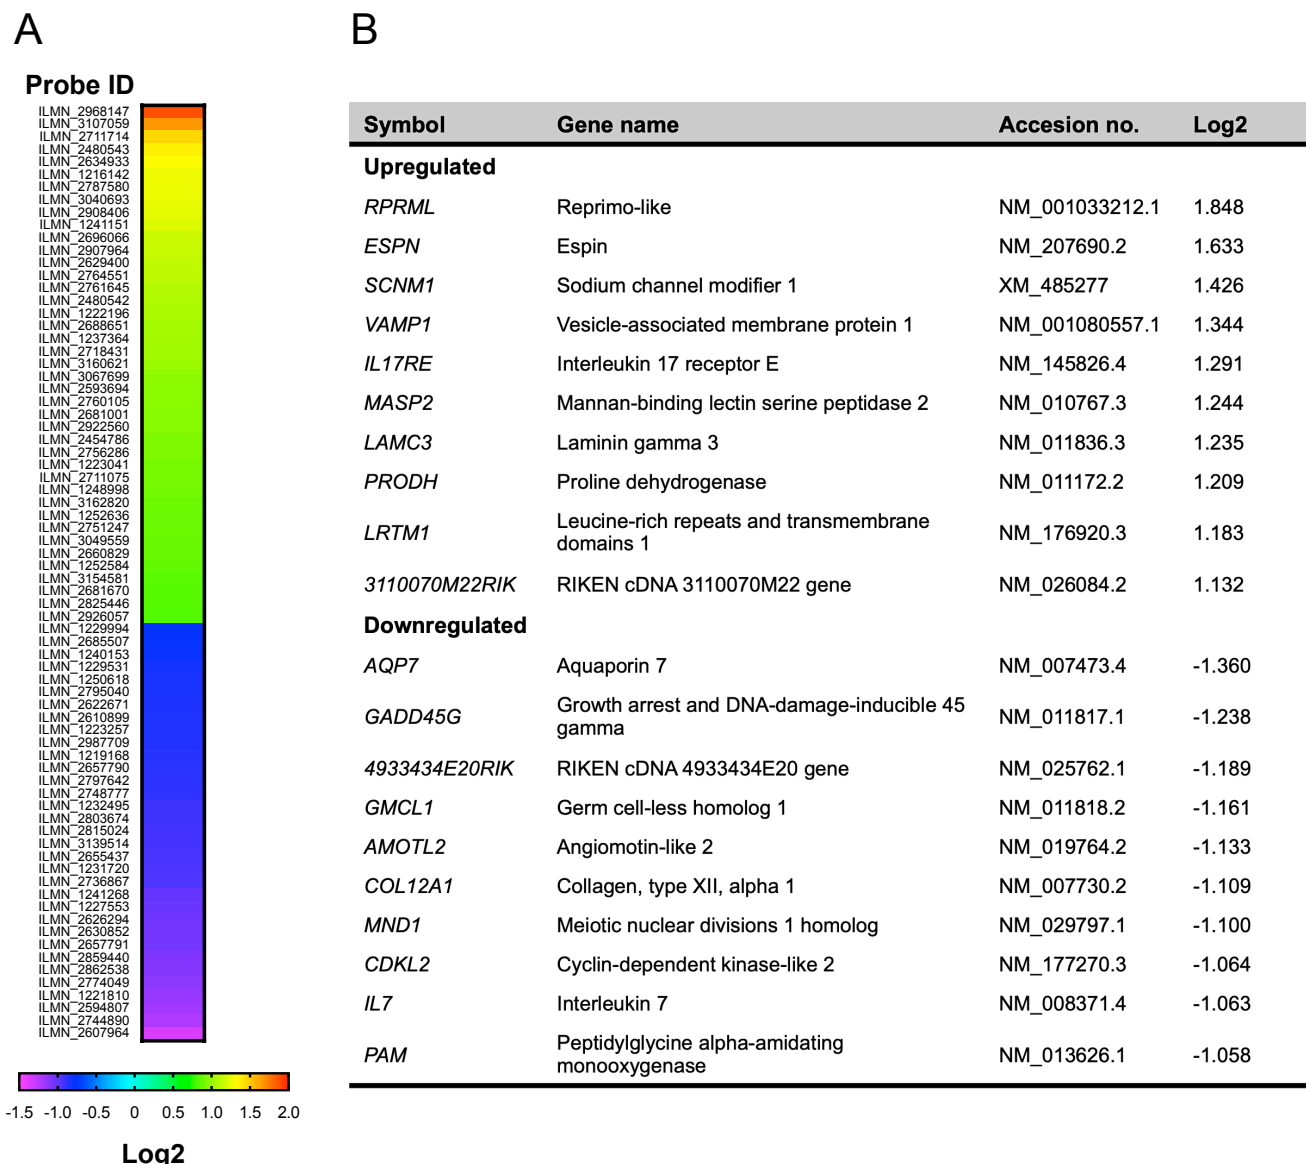 A
B
Probe ID
ILMN_2968147
ILMN_3107059
ILMN_2711714
ILMN_2480543
ILMN_2634933
ILMN_1216142
ILMN_2787580
ILMN_3040693
ILMN_2908406
ILMN_1241151
ILMN_2696066
ILMN_2907964
ILMN_2629400
ILMN_2764551
ILMN_2761645
ILMN_2480542
ILMN_1222196
ILMN_2688651
ILMN_1237364
ILMN_2718431
ILMN_3160621
ILMN_3067699
ILMN_2593694
ILMN_2760105
ILMN_2681001
ILMN_2922560
ILMN_2454786
ILMN_2756286
ILMN_1223041
ILMN_2711075
ILMN_1248998
ILMN_3162820
ILMN_1252636
ILMN_2751247
ILMN_3049559
ILMN_2660829
ILMN_1252584
ILMN_3154581
ILMN_2681670
ILMN_2825446
ILMN_2926057
ILMN_1229994
ILMN_2685507
ILMN_1240153
ILMN_1229531
ILMN_1250618
ILMN_2795040
ILMN_2622671
ILMN_2610899
ILMN_1223257
ILMN_2987709
ILMN_1219168
ILMN_2657790
ILMN_2797642
ILMN_2748777
ILMN_1232495
ILMN_2803674
ILMN_2815024
ILMN_3139514
ILMN_2655437
ILMN_1231720
ILMN_2736867
ILMN_1241268
ILMN_1227553
ILMN_2626294
ILMN_2630852
ILMN_2657791
ILMN_2859440
ILMN_2862538
ILMN_2774049
ILMN_1221810
ILMN_2594807
ILMN_2744890
ILMN_2607964
-1.5 -1.0 -0.5 0 0.5 1.0 1.5 2.0
Log2
Symbol Gene name Accesion no. Log2
Upregulated
RPRML Reprimo-like NM_001033212.1 1.848
ESPN Espin NM_207690.2 1.633
SCNM1 Sodium channel modifier 1 XM_485277 1.426
VAMP1 Vesicle-associated membrane protein 1 NM_001080557.1 1.344
IL17RE Interleukin 17 receptor E NM_145826.4 1.291
MASP2 Mannan-binding lectin serine peptidase 2 NM_010767.3 1.244
LAMC3 Laminin gamma 3 NM_011836.3 1.235
PRODH Proline dehydrogenase NM_011172.2 1.209
LRTM1 Leucine-rich repeats and transmembrane
domains 1 NM_176920.3 1.183
3110070M22RIK RIKEN cDNA 3110070M22 gene NM_026084.2 1.132
Downregulated
AQP7 Aquaporin 7 NM_007473.4 -1.360
GADD45G Growth arrest and DNA-damage-inducible 45
gamma NM_011817.1 -1.238
4933434E20RIK RIKEN cDNA 4933434E20 gene NM_025762.1 -1.189
GMCL1 Germ cell-less homolog 1 NM_011818.2 -1.161
AMOTL2 Angiomotin-like 2 NM_019764.2 -1.133
COL12A1 Collagen, type XII, alpha 1 NM_007730.2 -1.109
MND1 Meiotic nuclear divisions 1 homolog NM_029797.1 -1.100
CDKL2 Cyclin-dependent kinase-like 2 NM_177270.3 -1.064
IL7 Interleukin 7 NM_008371.4 -1.063
PAM Peptidylglycine alpha-amidating
monooxygenase NM_013626.1 -1.058